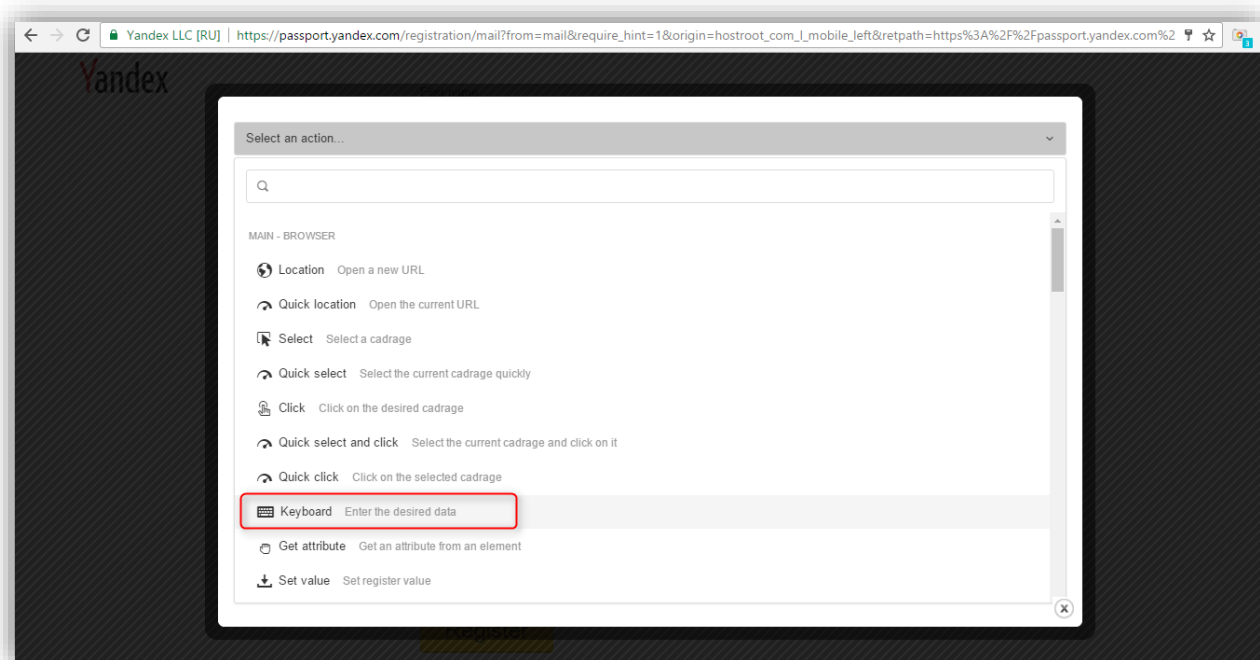 Yandex LLC [RU] | https://passport.yandex.com/registration/mail?from=mail&require_hint=1&origin=hostroot_com_l_mobile_left&retpath=https%3A%2F%2Fpassport.yandex.com%2
3
Yandex
Select an action...
MAIN - BROWSER
Location Open a new URL
Quick location Open the current URL
Select Select a cadrage
Quick select Select the current cadrage quickly
Click Click on the desired cadrage
Quick select and click Select the current cadrage and click on it
Quick click Click on the selected cadrage
Keyboard Enter the desired data
Get attribute Get an attribute from an element
Set value Set register value
x
Register